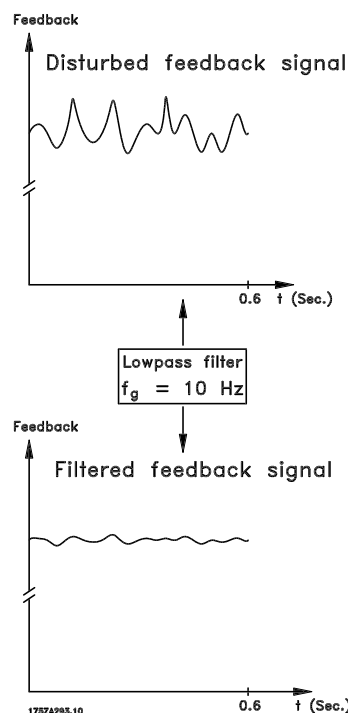 Feedback
Disturbed feedback signal
0.6 t (Sec.)
Lowpass filter
fg = 10 Hz
Feedback
Filtered feedback signal
0.6 t (Sec.)
175ZA293.10